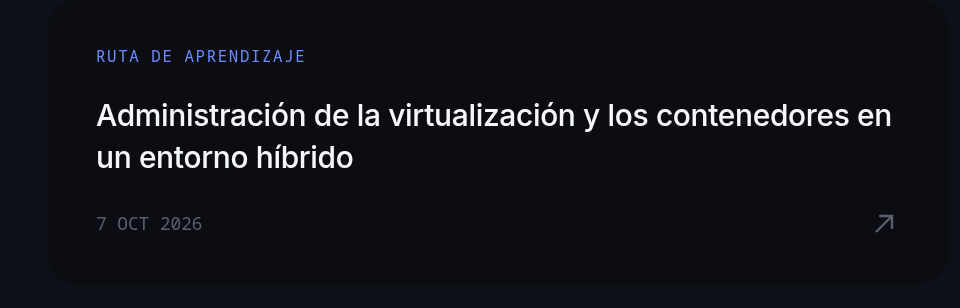 RUTA DE APRENDIZAJE
Administración de la virtualización y los contenedores en
un entorno híbrido
7 OCT 2026